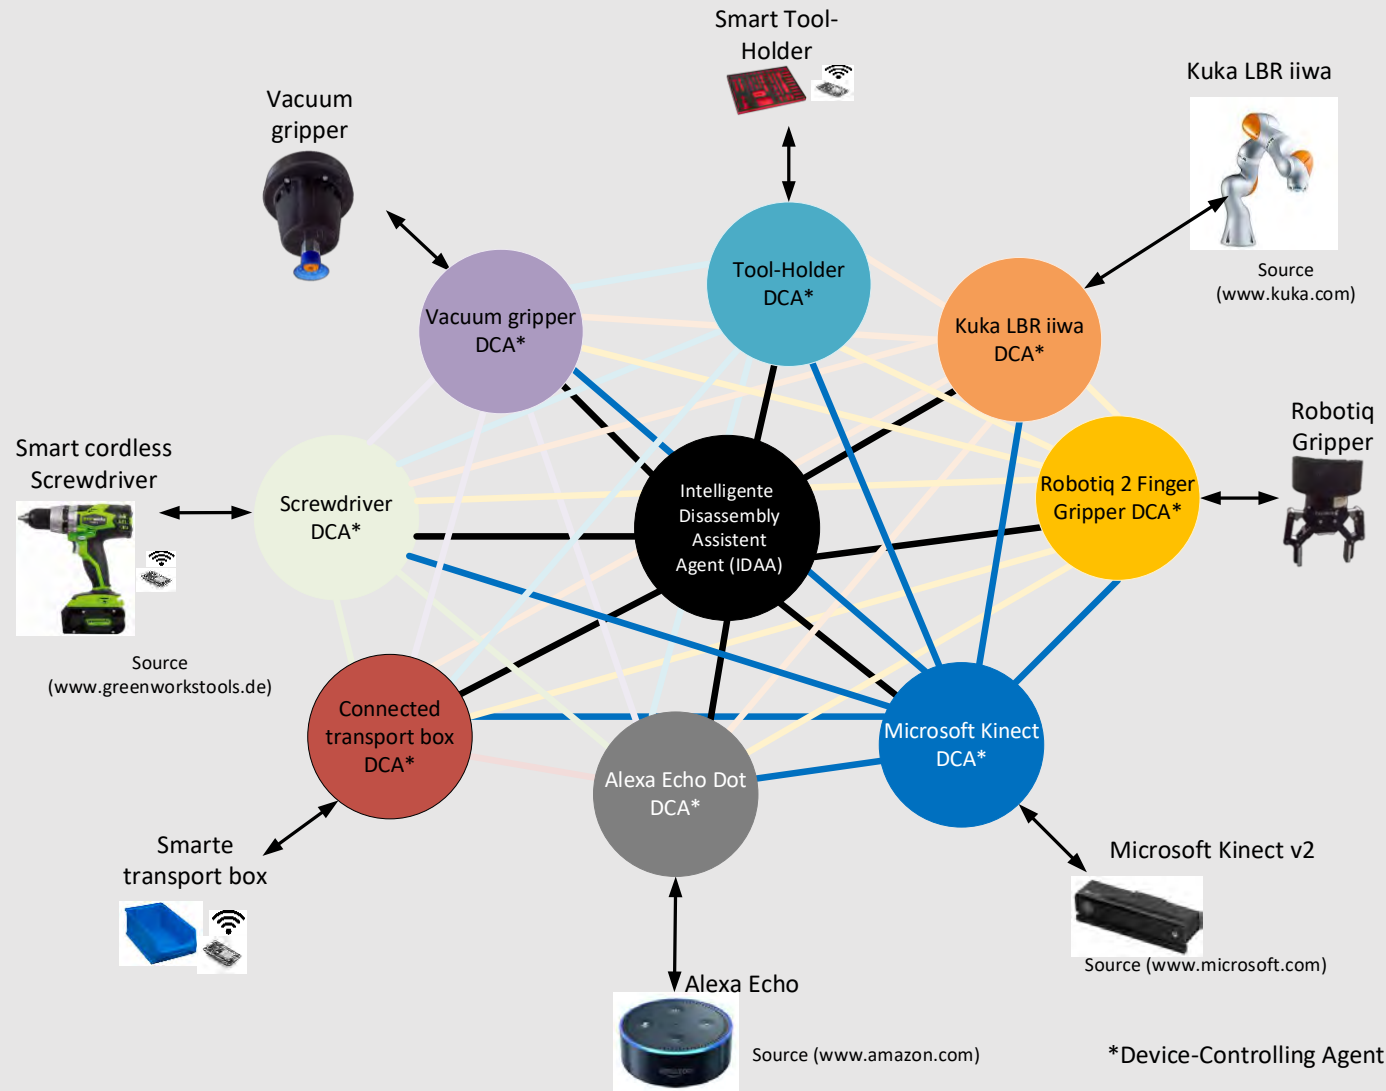 Smart Tool-
Holder
Kuka LBR iiwa
Vacuum
gripper
Source
(www.kuka.com)
Tool-Holder
DCA*
Vacuum gripper
DCA*
Kuka LBR iiwa
DCA*
Robotiq
Gripper
Smart cordless
Screwdriver
Screwdriver
DCA*
Intelligente
Disassembly
Assistent
Agent (IDAA)
Robotiq 2 Finger
Gripper DCA*
Source
(www.greenworkstools.de)
Connected
transport box
DCA*
Alexa Echo Dot
DCA*
Microsoft Kinect
DCA*
Smarte
transport box
Microsoft Kinect v2
Source (www.microsoft.com)
Alexa Echo
Source (www.amazon.com)
*Device-Controlling Agent